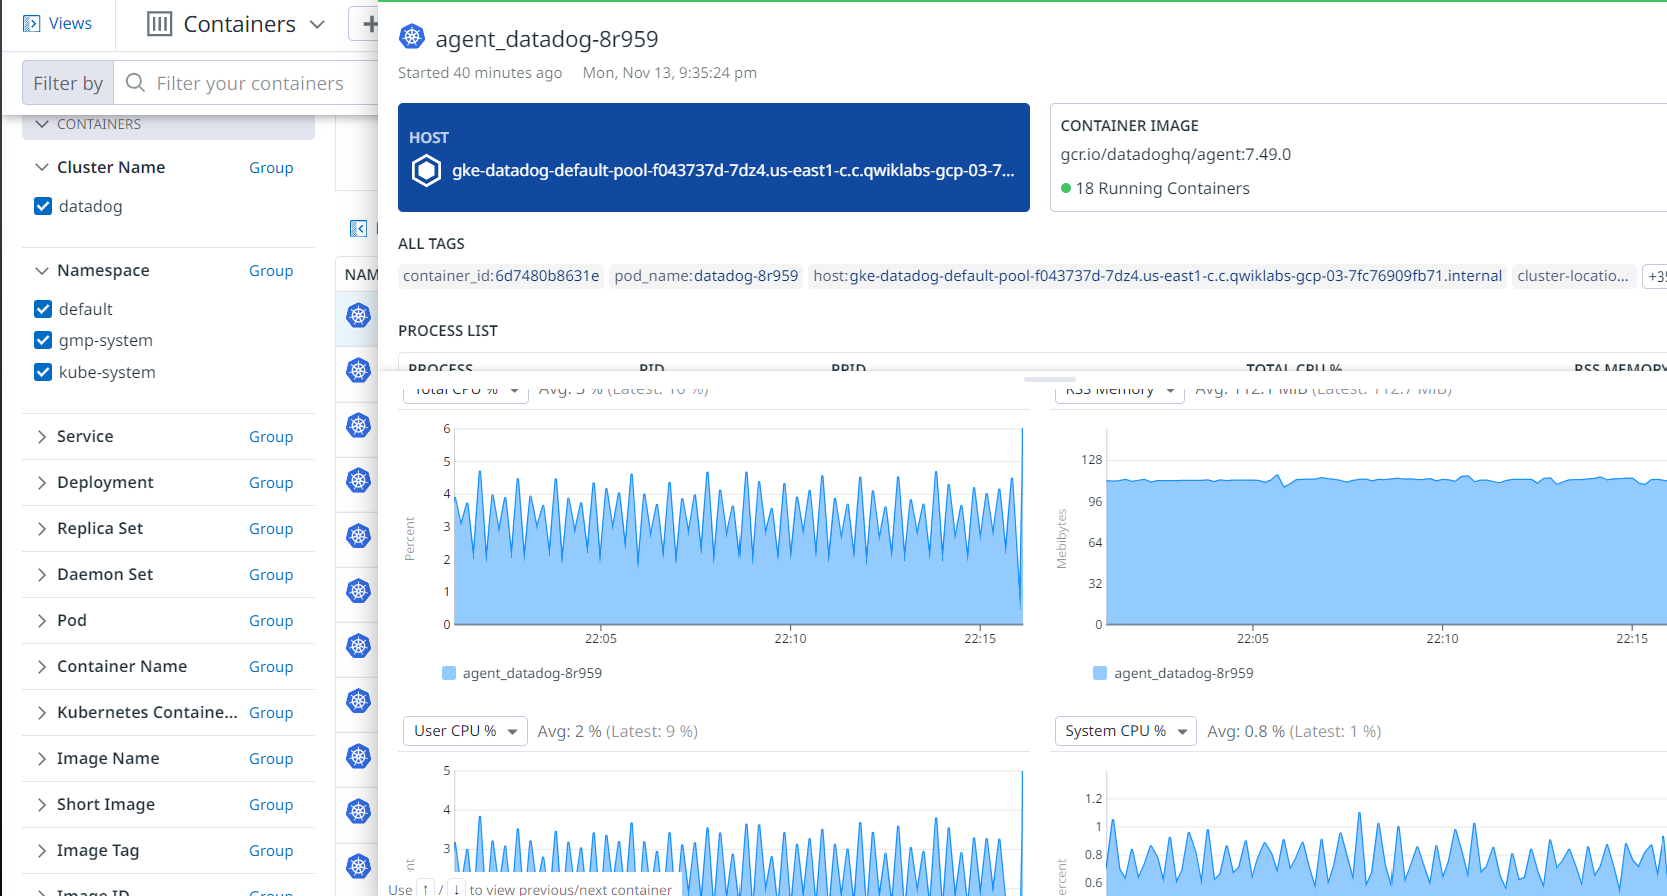 Views
Containers
Filter by
Filter your containers
CONTAINERS
Cluster Name Group
datadog
Namespace Group
default
gmp-system
kube-system
Service Group
Deployment Group
Replica Set Group
Daemon Set Group
Pod Group
Container Name Group
Kubernetes Containe... Group
Image Name Group
Short Image Group
Image Tag Group
Image ID
NAM
agent_datadog-8r959
Started 40 minutes ago Mon, Nov 13, 9:35:24 pm
HOST
gke-datadog-default-pool-f043737d-7dz4.us-east1-c.c.qwiklabs-gcp-03-7...
CONTAINER IMAGE
gcr.io/datadoghq/agent:7.49.0
18 Running Containers
ALL TAGS
container_id:6d7480b8631e pod_name:datadog-8r959 host:gke-datadog-default-pool-f043737d-7dz4.us-east1-c.c.qwiklabs-gcp-03-7fc76909fb71.internal cluster-locatio...
PROCESS LIST
PROCESS PID PPID TOTAL CPU % RSS MEMORY
Total CPU % Avg: 3 % (Latest: 10 %)
6
5
4
3
2
1
0
Percent
22:05 22:10 22:15
agent_datadog-8r959
RSS Memory Avg: 112.1 MiB (Latest: 112.7 MiB)
128
96
64
32
0
Mebibytes
22:05 22:10 22:15
agent_datadog-8r959
User CPU % Avg: 2 % (Latest: 9 %)
5
4
3
System CPU % Avg: 0.8 % (Latest: 1 %)
1.2
1
0.8
0.6
Percent
Use ↑ / ↓ to view previous/next container